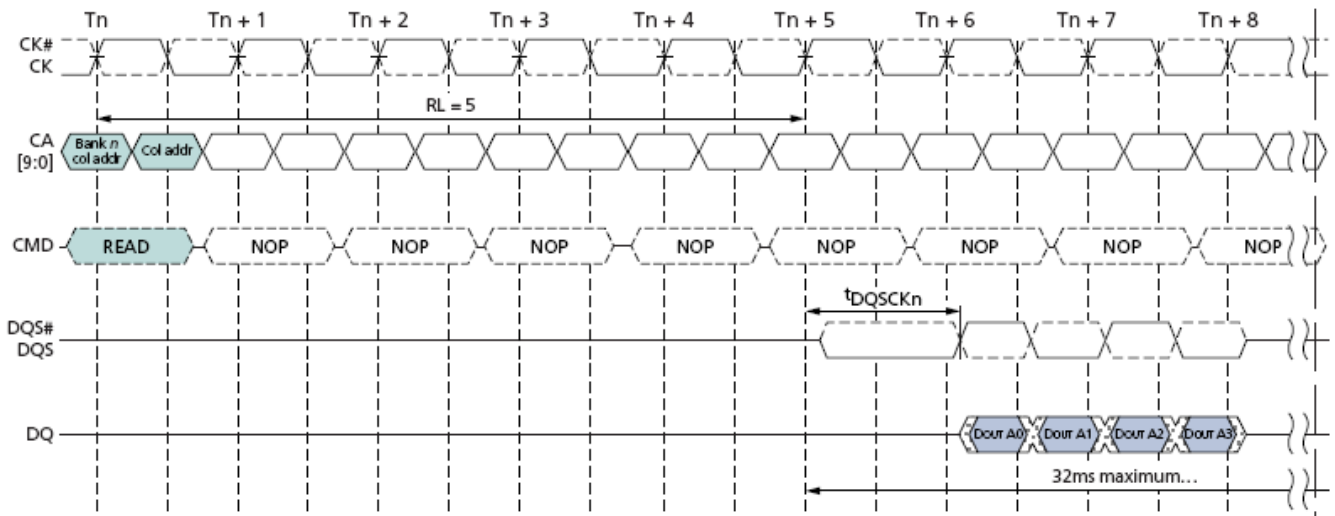 Tn Tn + 1 Tn + 2 Tn + 3 Tn + 4 Tn + 5 Tn + 6 Tn + 7 Tn + 8
CK#
CK
RL = 5
CA
[9:0]
Bank n
col addr
Col addr
CMD READ NOP NOP NOP NOP NOP NOP NOP NOP
tDQSCKn
DQS#
DQS
DQ DOUT A0 DOUT A1 DOUT A2 DOUT A3
32ms maximum…